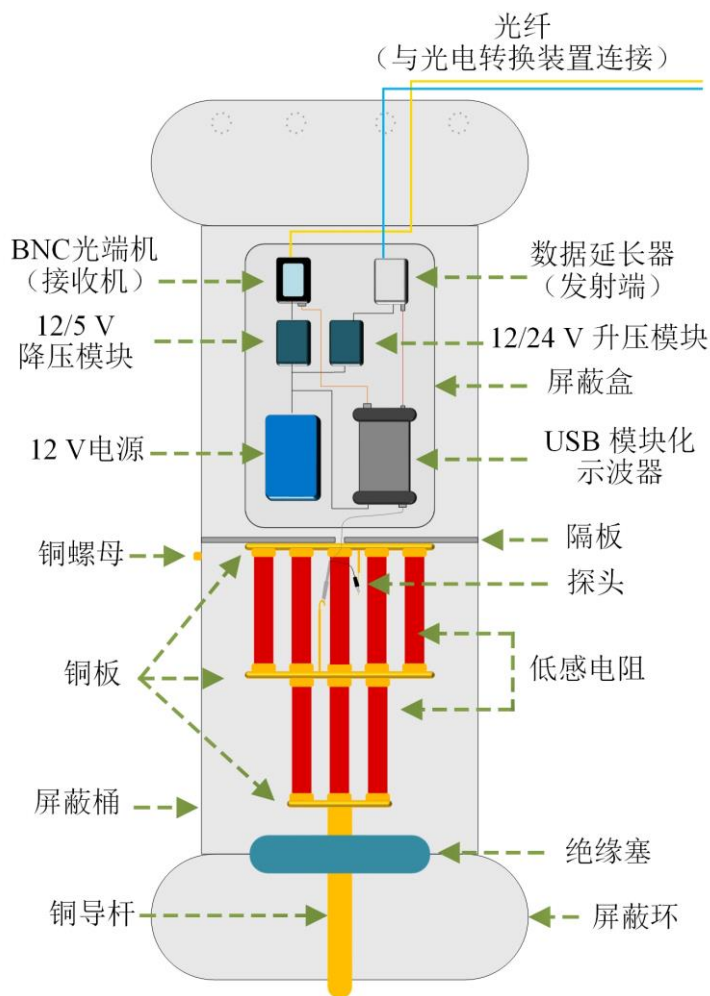 光纤
（与光电转换装置连接）
BNC光端机
（接收机）
数据延长器
（发射端）
12/5 V
降压模块
12/24 V 升压模块
屏蔽盒
12 V电源
USB 模块化
示波器
铜螺母
隔板
探头
铜板
低感电阻
屏蔽桶
绝缘塞
铜导杆
屏蔽环